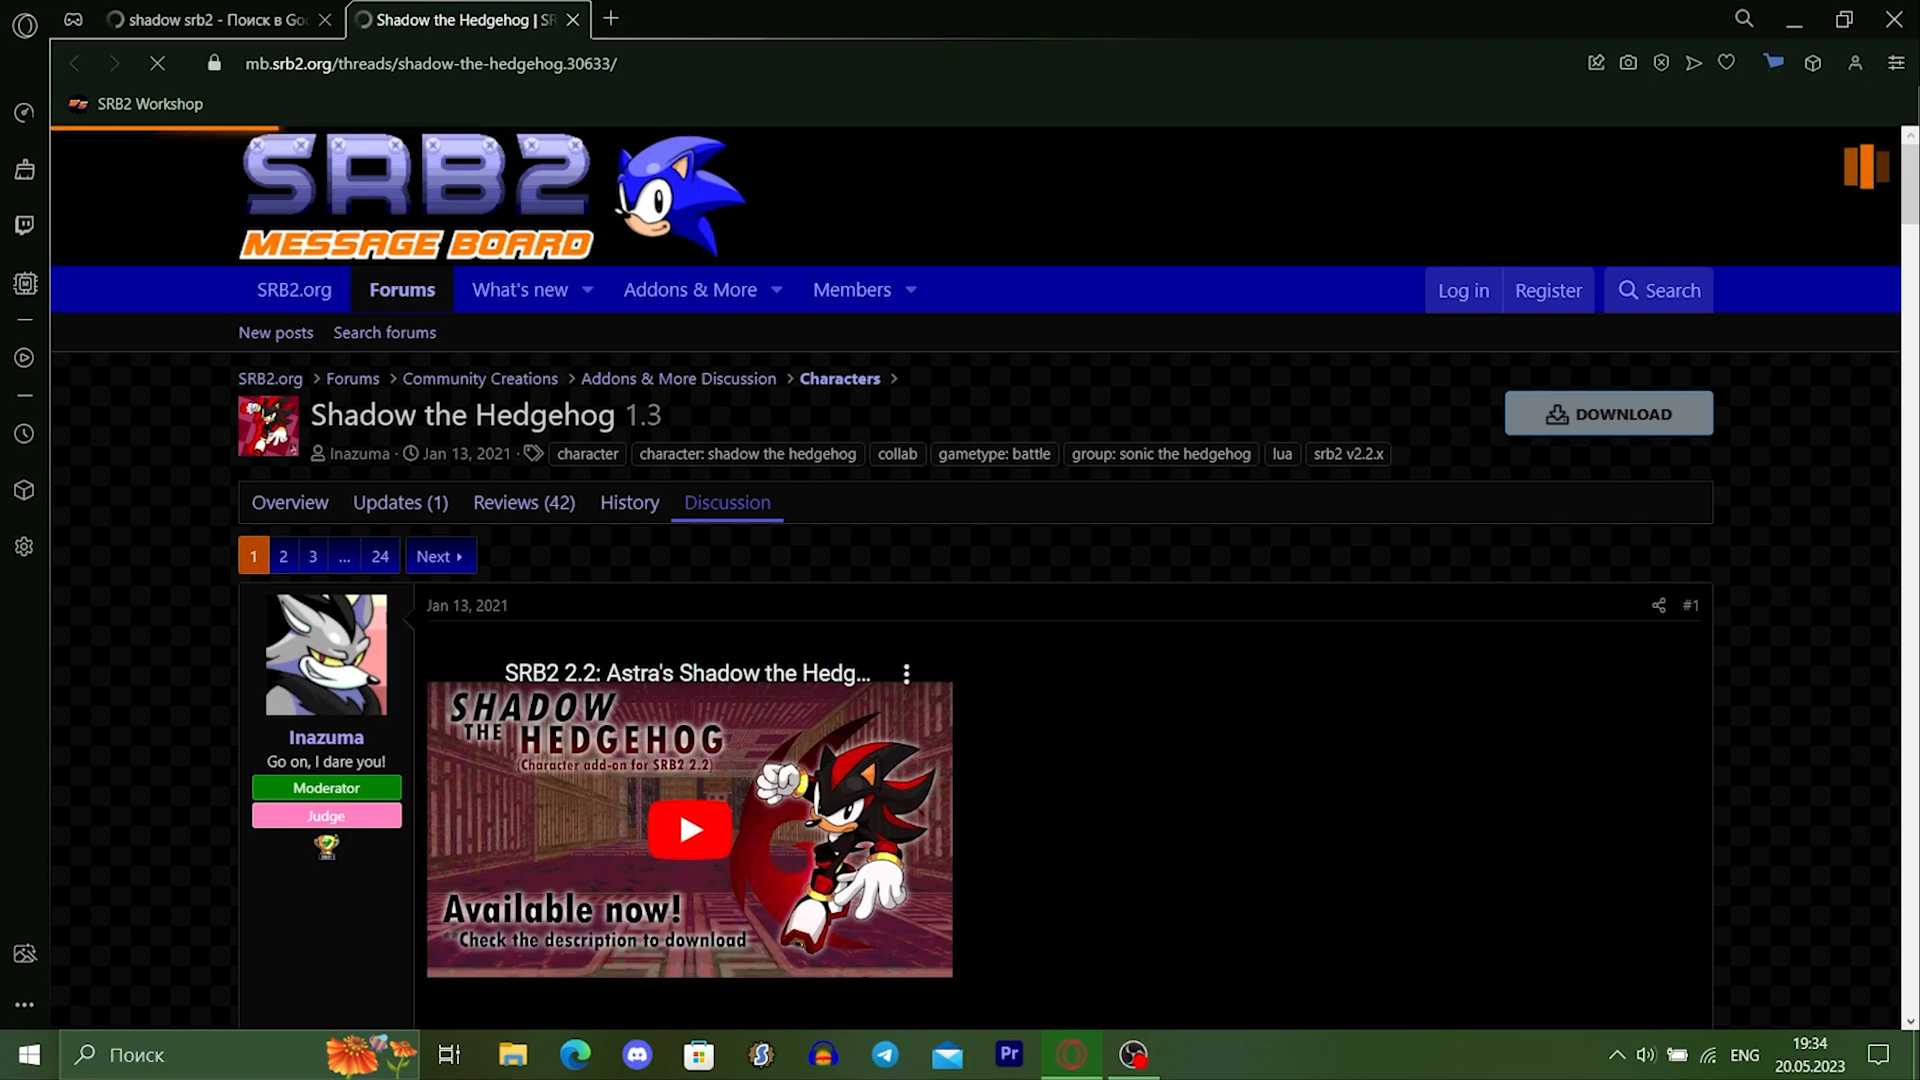 shadow srb2 - Поиск в Goo
Shadow the Hedgehog | SR
mb.srb2.org/threads/shadow-the-hedgehog.30633/
SRB2 Workshop
SRB2
MESSAGE BOARD
SRB2.org Forums What's new Addons & More Members Log in Register Search
New posts Search forums
SRB2.org Forums Community Creations Addons & More Discussion Characters
Shadow the Hedgehog 1.3
DOWNLOAD
Inazuma · Jan 13, 2021 · character character: shadow the hedgehog collab gametype: battle group: sonic the hedgehog lua srb2 v2.2.x
Overview Updates (1) Reviews (42) History Discussion
1 2 3 ... 24 Next
Jan 13, 2021 #1
SRB2 2.2: Astra's Shadow the Hedg...
SHADOW
THE HEDGEHOG
(Character add-on for SRB2 2.2)
Available now!
**Check the description to download
Inazuma
Go on, I dare you!
Moderator
Judge
Поиск
Pr
ENG
19:34
20.05.2023